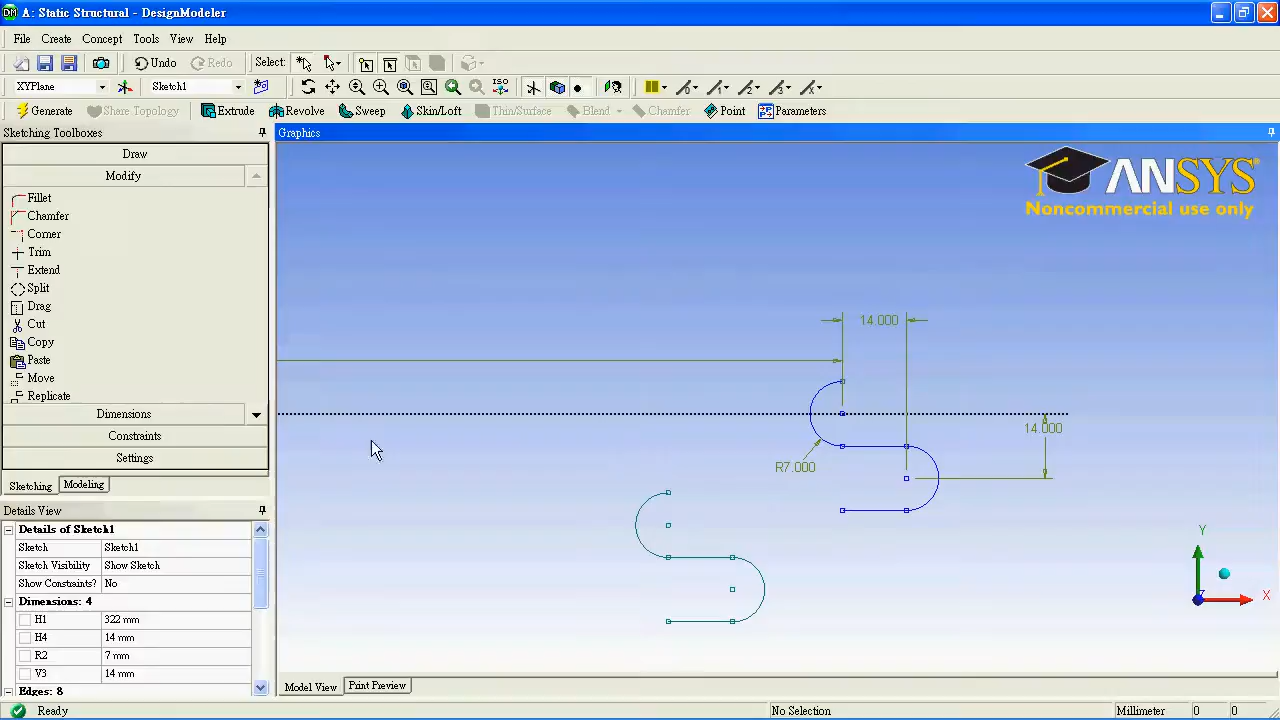 A: Static Structural - DesignModeler
File Create Concept Tools View Help
Undo Redo Select:
XYPlane Sketch1
Generate Share Topology Extrude Revolve Sweep Skin/Loft Thin/Surface Blend Chamfer Point Parameters
Sketching Toolboxes
Graphics
Draw
Modify
Fillet
Chamfer
Corner
Trim
Extend
Split
Drag
Cut
Copy
Paste
Move
Replicate
Dimensions
Constraints
Settings
Sketching Modeling
Details View
Details of Sketch1
Sketch Sketch1
Sketch Visibility Show Sketch
Show Constraints? No
Dimensions: 4
H1 322 mm
H4 14 mm
R2 7 mm
V3 14 mm
Edges: 8
ANSYS
Noncommercial use only
14.000
14.000
R7.000
Y
X
Z
Model View Print Preview
Ready No Selection Millimeter 0 0